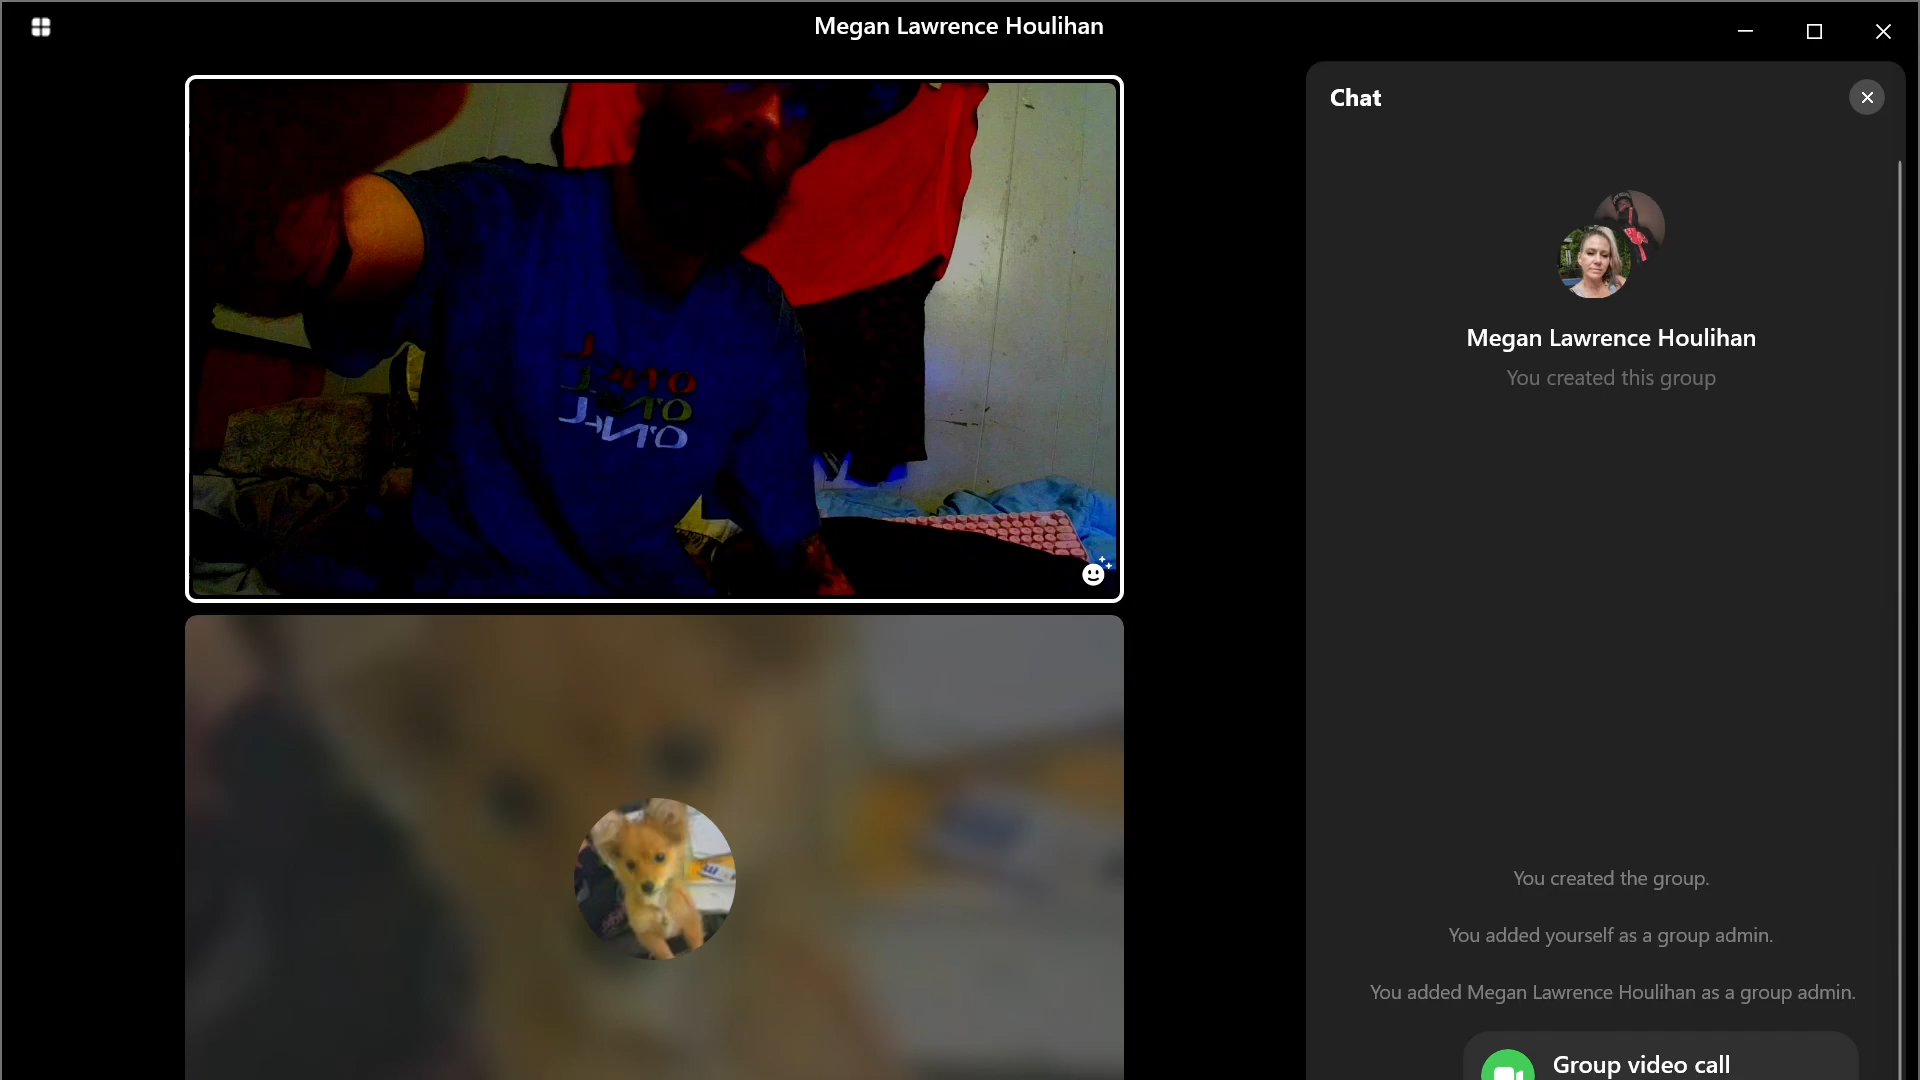 Megan Lawrence Houlihan
Chat
Megan Lawrence Houlihan
You created this group
You created the group.
You added yourself as a group admin.
You added Megan Lawrence Houlihan as a group admin.
Group video call